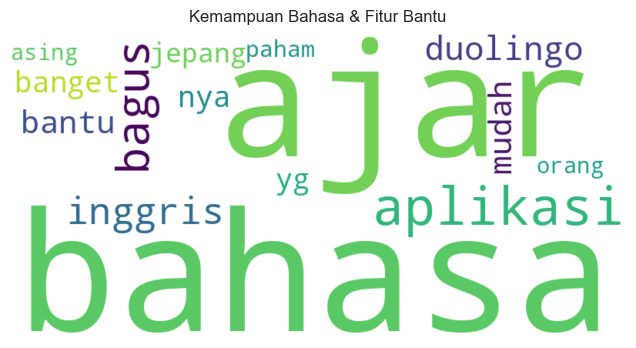 Kemampuan Bahasa & Fitur Bantu
asing
jepang
paham
duolingo
banget
bagus
nya
ajar
mudah
bantu
orang
yg
inggris
aplikasi
bahasa